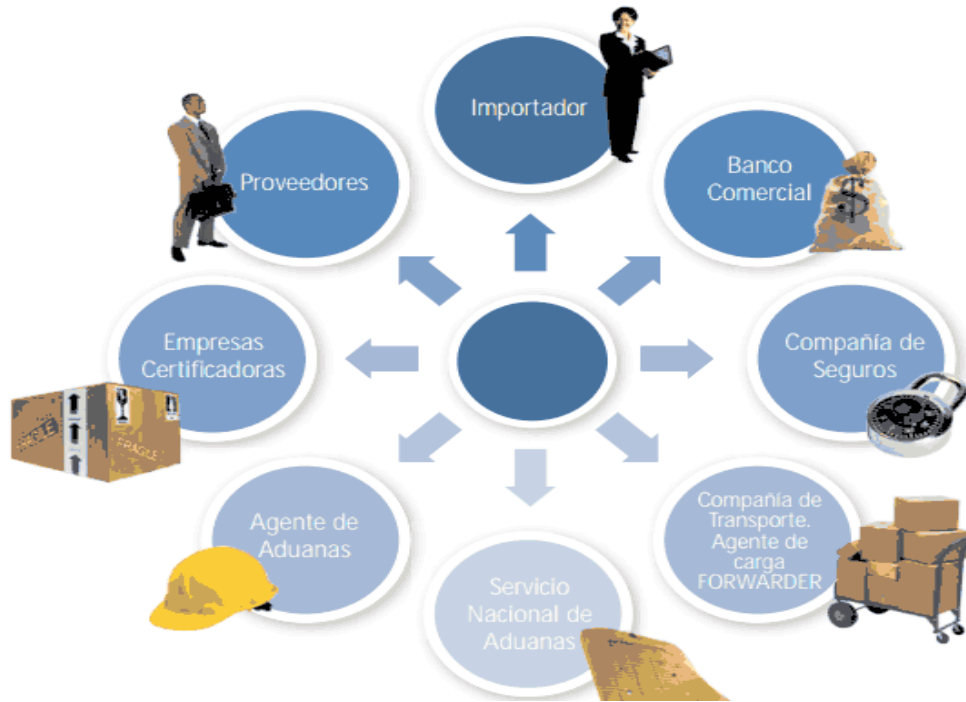 Importador
Banco
Comercial
Compañía de
Seguros
Compañía de
Transporte.
Agente de
carga
FORWARDER
Servicio
Nacional de
Aduanas
Agente de
Aduanas
Empresas
Certificadoras
Proveedores
$
FRAGILE